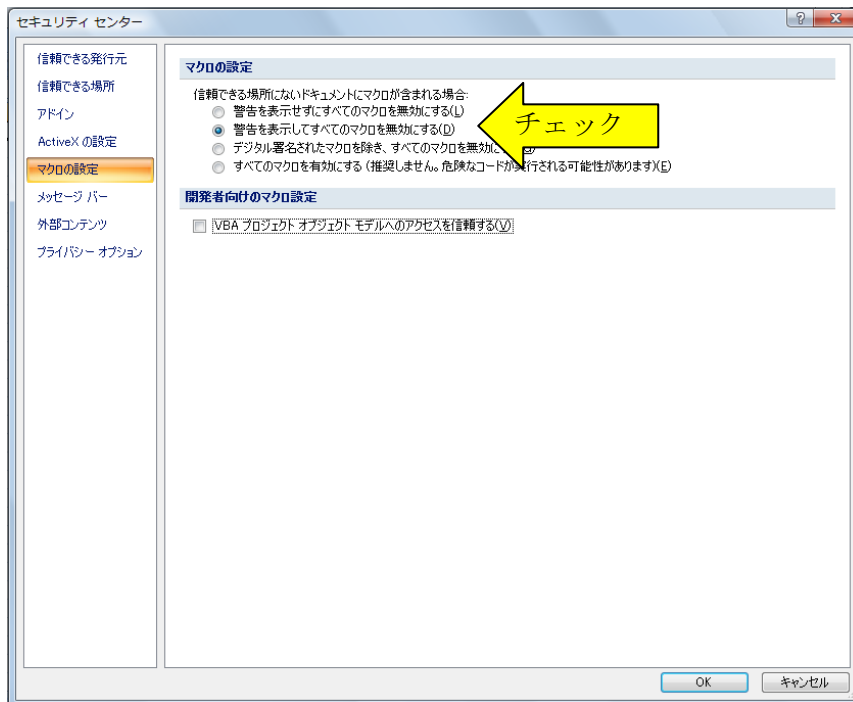 セキュリティ センター
信頼できる発行元
信頼できる場所
アドイン
ActiveX の設定
マクロの設定
メッセージ バー
外部コンテンツ
プライバシー オプション
マクロの設定
信頼できる場所にないドキュメントにマクロが含まれる場合:
警告を表示せずにすべてのマクロを無効にする(L)
警告を表示してすべてのマクロを無効にする(D)
デジタル署名されたマクロを除き、すべてのマクロを無効に
すべてのマクロを有効にする (推奨しません。危険なコードが実行される可能性があります)(E)
チェック
開発者向けのマクロ設定
VBA プロジェクト オブジェクト モデルへのアクセスを信頼する(V)
OK
キャンセル